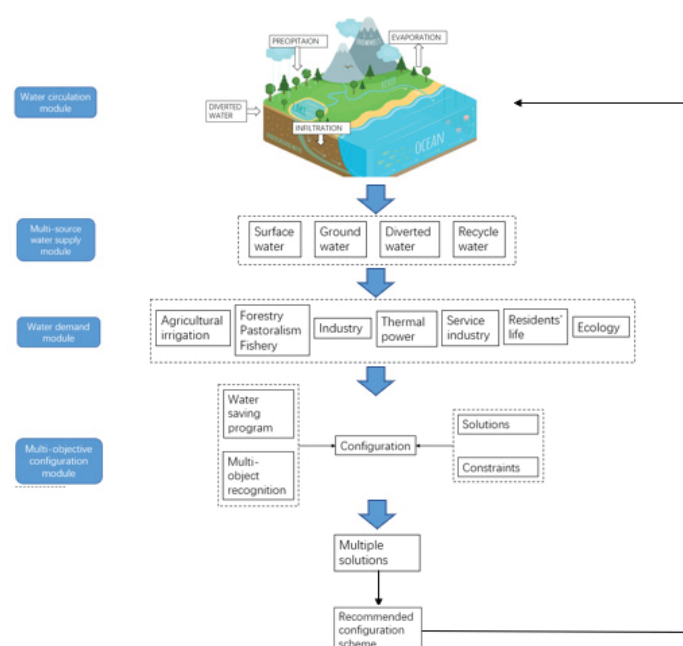 PREOPITAION
EVAPORATION
Water circulation
module
DIVERTED
WATER
INFILTRATION
OCEAN
Multi-source
water supply
module
Surface
water
Ground
water
Diverted
water
Recycle
water
Water demand
module
Agricultural
irrigation
Forestry
Pastoralism
Fishery
Industry
Thermal
power
Service
industry
Residents'
life
Ecology
Multi-objective
configuration
module
Water
saving
program
Multi-
object
recognition
Configuration
Solutions
Constraints
Multiple
solutions
Recommended
configuration
scheme